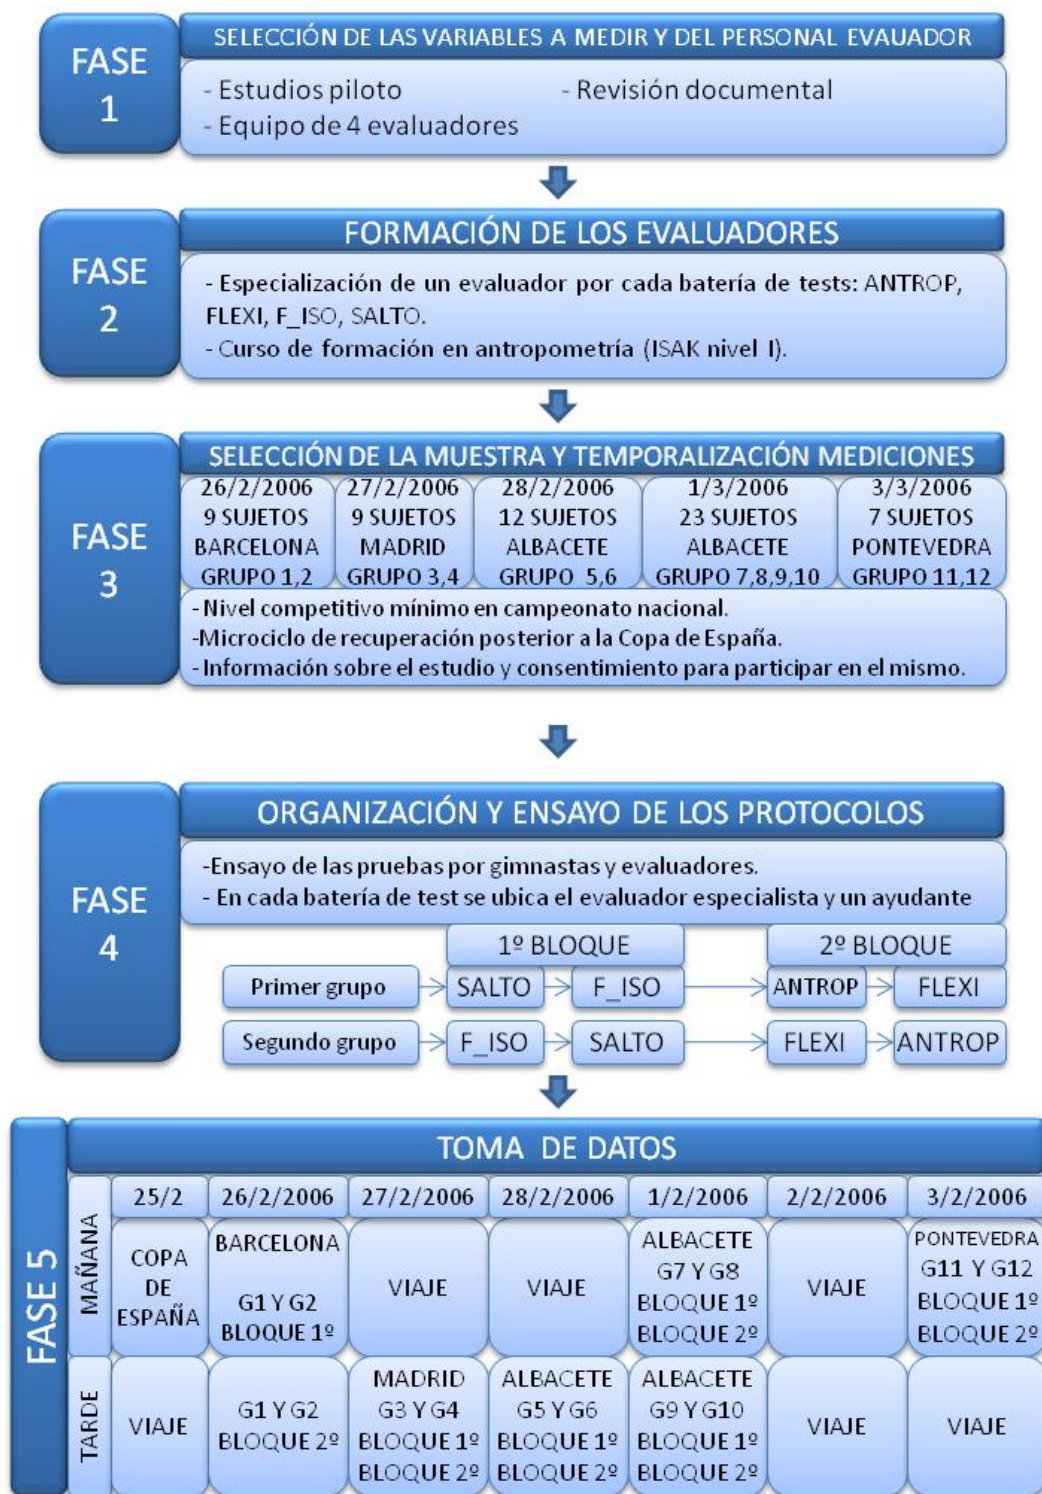 FASE
1
SELECCIÓN DE LAS VARIABLES A MEDIR Y DEL PERSONAL EVAUADOR
- Estudios piloto - Revisión documental
- Equipo de 4 evaluadores
FASE
2
FORMACIÓN DE LOS EVALUADORES
- Especialización de un evaluador por cada batería de tests: ANTROP,
FLEXI, F_ISO, SALTO.
- Curso de formación en antropometría (ISAK nivel I).
FASE
3
SELECCIÓN DE LA MUESTRA Y TEMPORALIZACIÓN MEDICIONES
26/2/2006
9 SUJETOS
BARCELONA
GRUPO 1,2
27/2/2006
9 SUJETOS
MADRID
GRUPO 3,4
28/2/2006
12 SUJETOS
ALBACETE
GRUPO 5,6
1/3/2006
23 SUJETOS
ALBACETE
GRUPO 7,8,9,10
3/3/2006
7 SUJETOS
PONTEVEDRA
GRUPO 11,12
- Nivel competitivo mínimo en campeonato nacional.
-Microciclo de recuperación posterior a la Copa de España.
- Información sobre el estudio y consentimiento para participar en el mismo.
FASE
4
ORGANIZACIÓN Y ENSAYO DE LOS PROTOCOLOS
-Ensayo de las pruebas por gimnastas y evaluadores.
- En cada batería de test se ubica el evaluador especialista y un ayudante
1º BLOQUE 2º BLOQUE
Primer grupo SALTO F_ISO ANTROP FLEXI
Segundo grupo F_ISO SALTO FLEXI ANTROP
FASE 5
TOMA DE DATOS
25/2 26/2/2006 27/2/2006 28/2/2006 1/2/2006 2/2/2006 3/2/2006
MAÑANA
COPA
DE
ESPAÑA
BARCELONA
G1 Y G2
BLOQUE 1º
VIAJE
VIAJE
ALBACETE
G7 Y G8
BLOQUE 1º
BLOQUE 2º
VIAJE
PONTEVEDRA
G11 Y G12
BLOQUE 1º
BLOQUE 2º
TARDE
VIAJE
G1 Y G2
BLOQUE 2º
MADRID
G3 Y G4
BLOQUE 1º
BLOQUE 2º
ALBACETE
G5 Y G6
BLOQUE 1º
BLOQUE 2º
ALBACETE
G9 Y G10
BLOQUE 1º
BLOQUE 2º
VIAJE
VIAJE